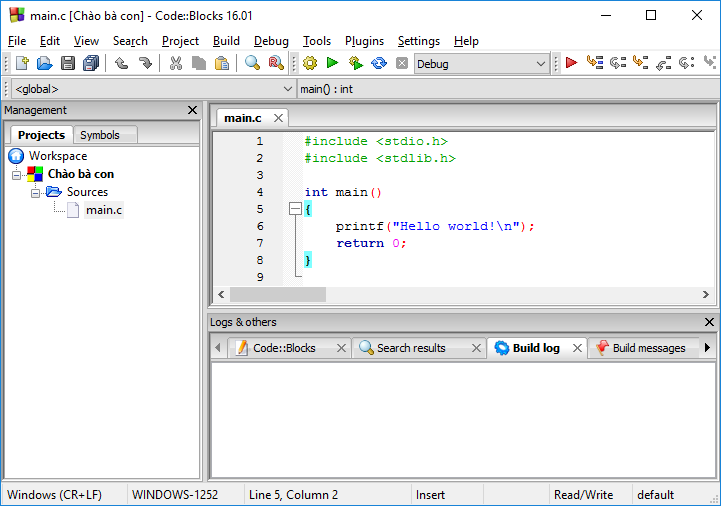 main.c [Chào bà con] - Code::Blocks 16.01
File Edit View Search Project Build Debug Tools Plugins Settings Help
Debug
<global> main() : int
Management
Projects Symbols
Workspace
Chào bà con
Sources
main.c
main.c
1 #include <stdio.h>
2 #include <stdlib.h>
3
4 int main()
5 {
6 printf("Hello world!\n");
7 return 0;
8 }
9
Logs & others
Code::Blocks Search results Build log Build messages
Windows (CR+LF) WINDOWS-1252 Line 5, Column 2 Insert Read/Write default